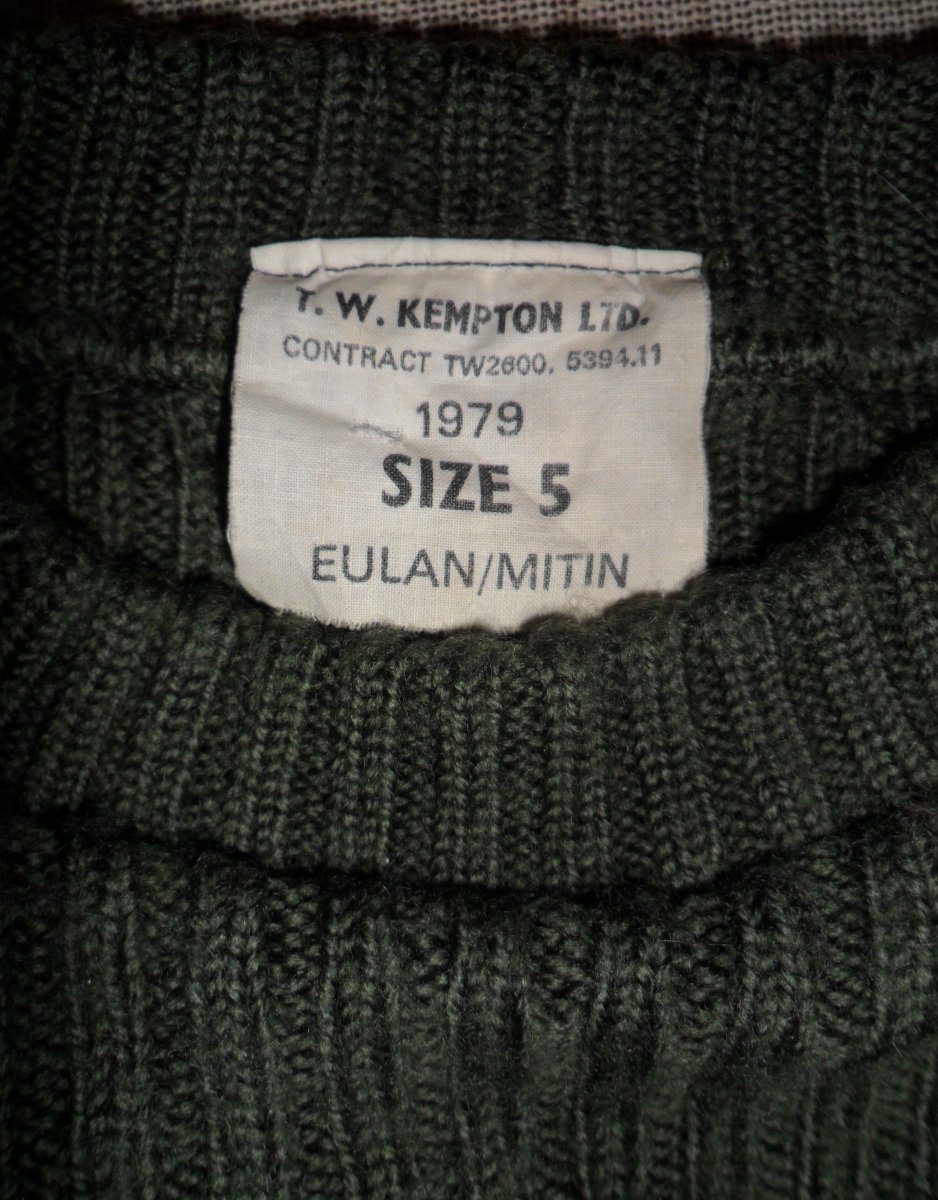 T. W. KEMPTON LTD.
CONTRACT TW2600. 5394.11
1979
SIZE 5
EULAN/MITIN